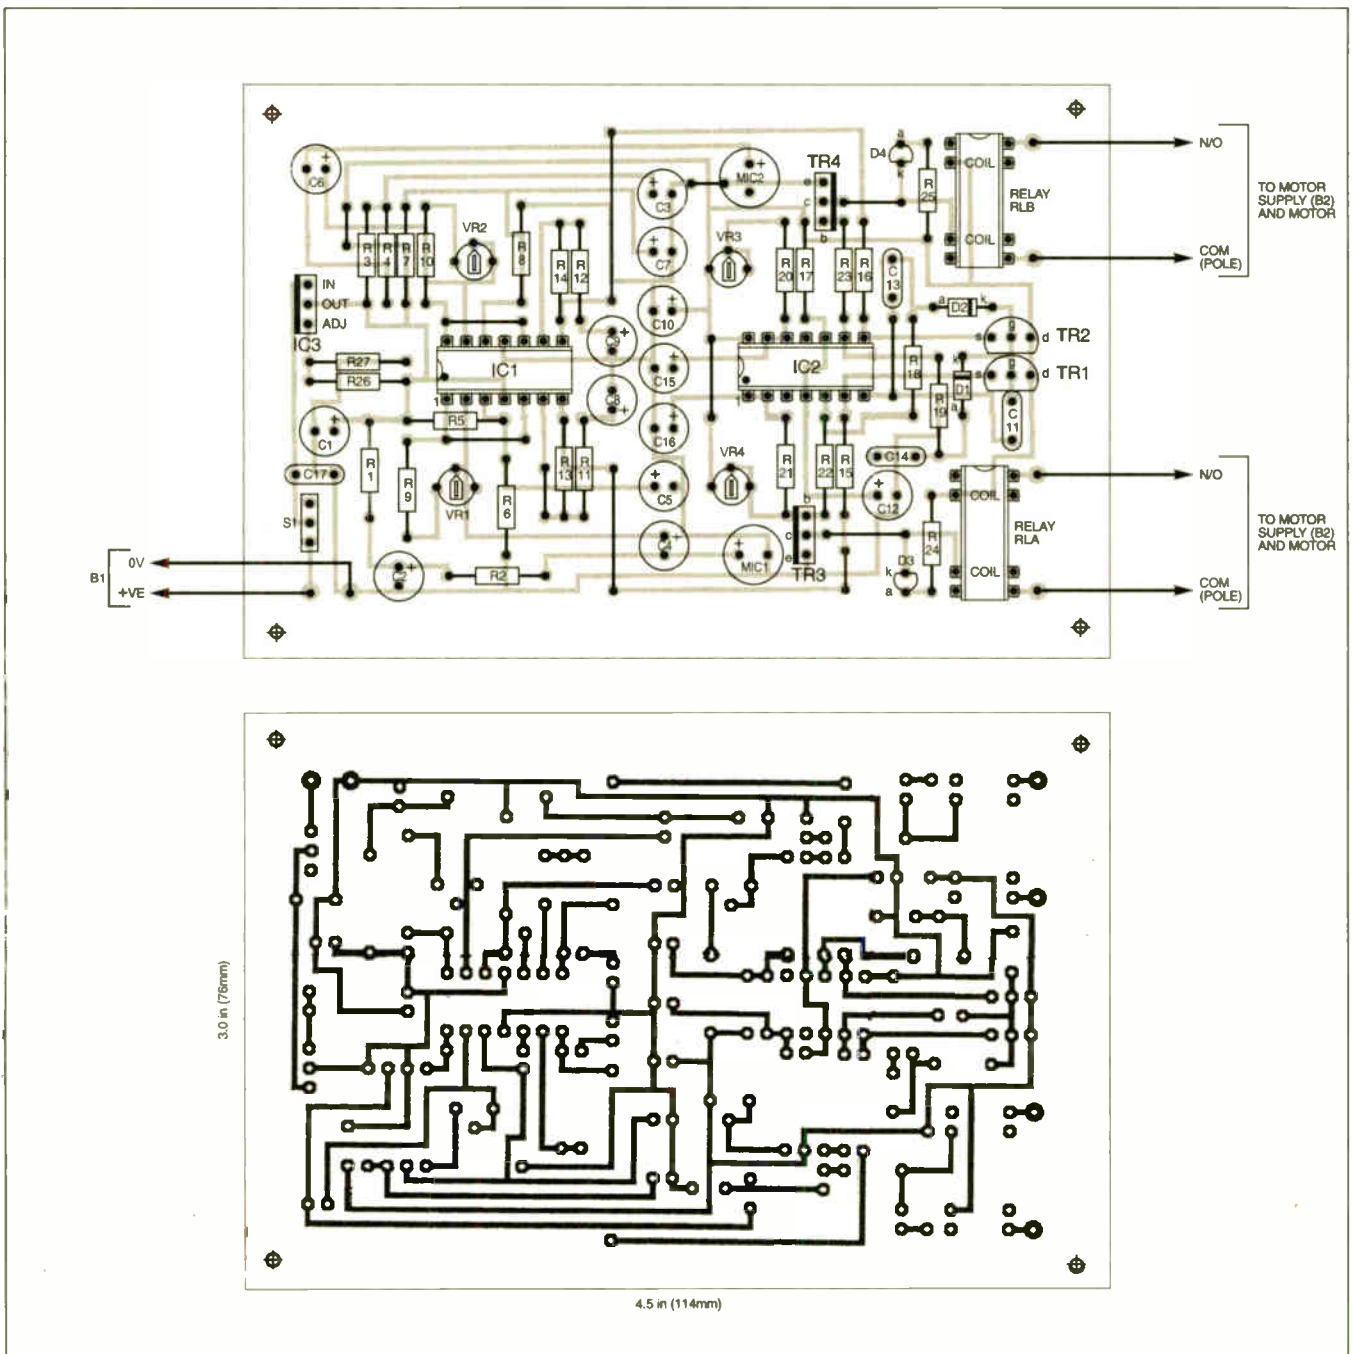 C6
R
3
R
4
R
7
R
10
VR2
R
8
R
14
R
12
C3
C7
C10
C15
C16
C5
C4
C9
C8
+
MIC2
TR4
e
c
b
VR3
R
20
R
17
R
23
R
16
C
13
D4
a
k
R
25
COIL
COIL
RELAY
RLB
N/O
COM
(POLE)
TO MOTOR
SUPPLY (B2)
AND MOTOR
a
D2
k
IN
OUT
ADJ
IC3
R27
R26
IC1
1
IC2
1
R
18
R
19
k
D1
a
s
g
d
TR2
s
g
d
TR1
C
11
C1
C17
R
1
R
9
R5
VR1
R
6
R
13
R
11
VR4
R
21
R
22
R
15
C14
C12
S1
C2
R2
MIC1
b
c
e
TR3
R
24
D3
k
a
COIL
COIL
RELAY
RLA
N/O
COM
(POLE)
TO MOTOR
SUPPLY (B2)
AND MOTOR
B1
0V
+VE
3.0 in (76mm)
4.5 in (114mm)